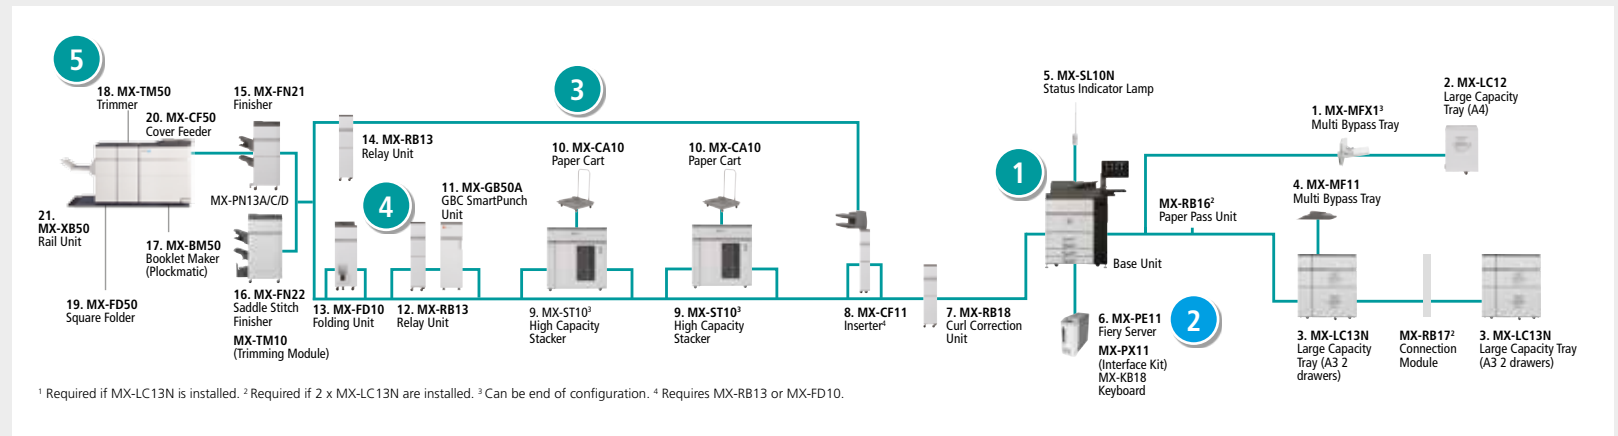 5
18. MX-TM50
Trimmer
20. MX-CF50
Cover Feeder
21.
MX-XB50
Rail Unit
17. MX-BM50
Booklet Maker
(Plockmatic)
19. MX-FD50
Square Folder
15. MX-FN21
Finisher
MX-PN13A/C/D
16. MX-FN22
Saddle Stitch
Finisher
MX-TM10
(Trimming Module)
3
14. MX-RB13
Relay Unit
4
11. MX-GB50A
GBC SmartPunch
Unit
13. MX-FD10
Folding Unit
12. MX-RB13
Relay Unit
10. MX-CA10
Paper Cart
9. MX-ST10³
High Capacity
Stacker
10. MX-CA10
Paper Cart
9. MX-ST10³
High Capacity
Stacker
8. MX-CF11
Inserter⁴
7. MX-RB18
Curl Correction
Unit
1
5. MX-SL10N
Status Indicator Lamp
Base Unit
6. MX-PE11
Fiery Server
MX-PX11
(Interface Kit)
MX-KB18
Keyboard
2
1. MX-MFX1³
Multi Bypass Tray
2. MX-LC12
Large Capacity
Tray (A4)
MX-RB16²
Paper Pass Unit
4. MX-MF11
Multi Bypass Tray
3. MX-LC13N
Large Capacity
Tray (A3 2
drawers)
MX-RB17²
Connection
Module
3. MX-LC13N
Large Capacity Tray
(A3 2 drawers)
¹ Required if MX-LC13N is installed. ² Required if 2 x MX-LC13N are installed. ³ Can be end of configuration. ⁴ Requires MX-RB13 or MX-FD10.